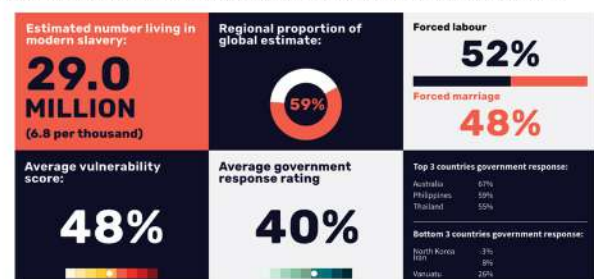 Estimated number living in
modern slavery:
29.0
MILLION
(6.8 per thousand)
Regional proportion of
global estimate:
59%
Forced labour
52%
Forced marriage
48%
Average vulnerability
score:
48%
Average government
response rating
40%
Top 3 countries government response:
Australia 67%
Philippines 59%
Thailand 55%
Bottom 3 countries government response:
North Korea -3%
Iran 8%
Vanuatu 26%